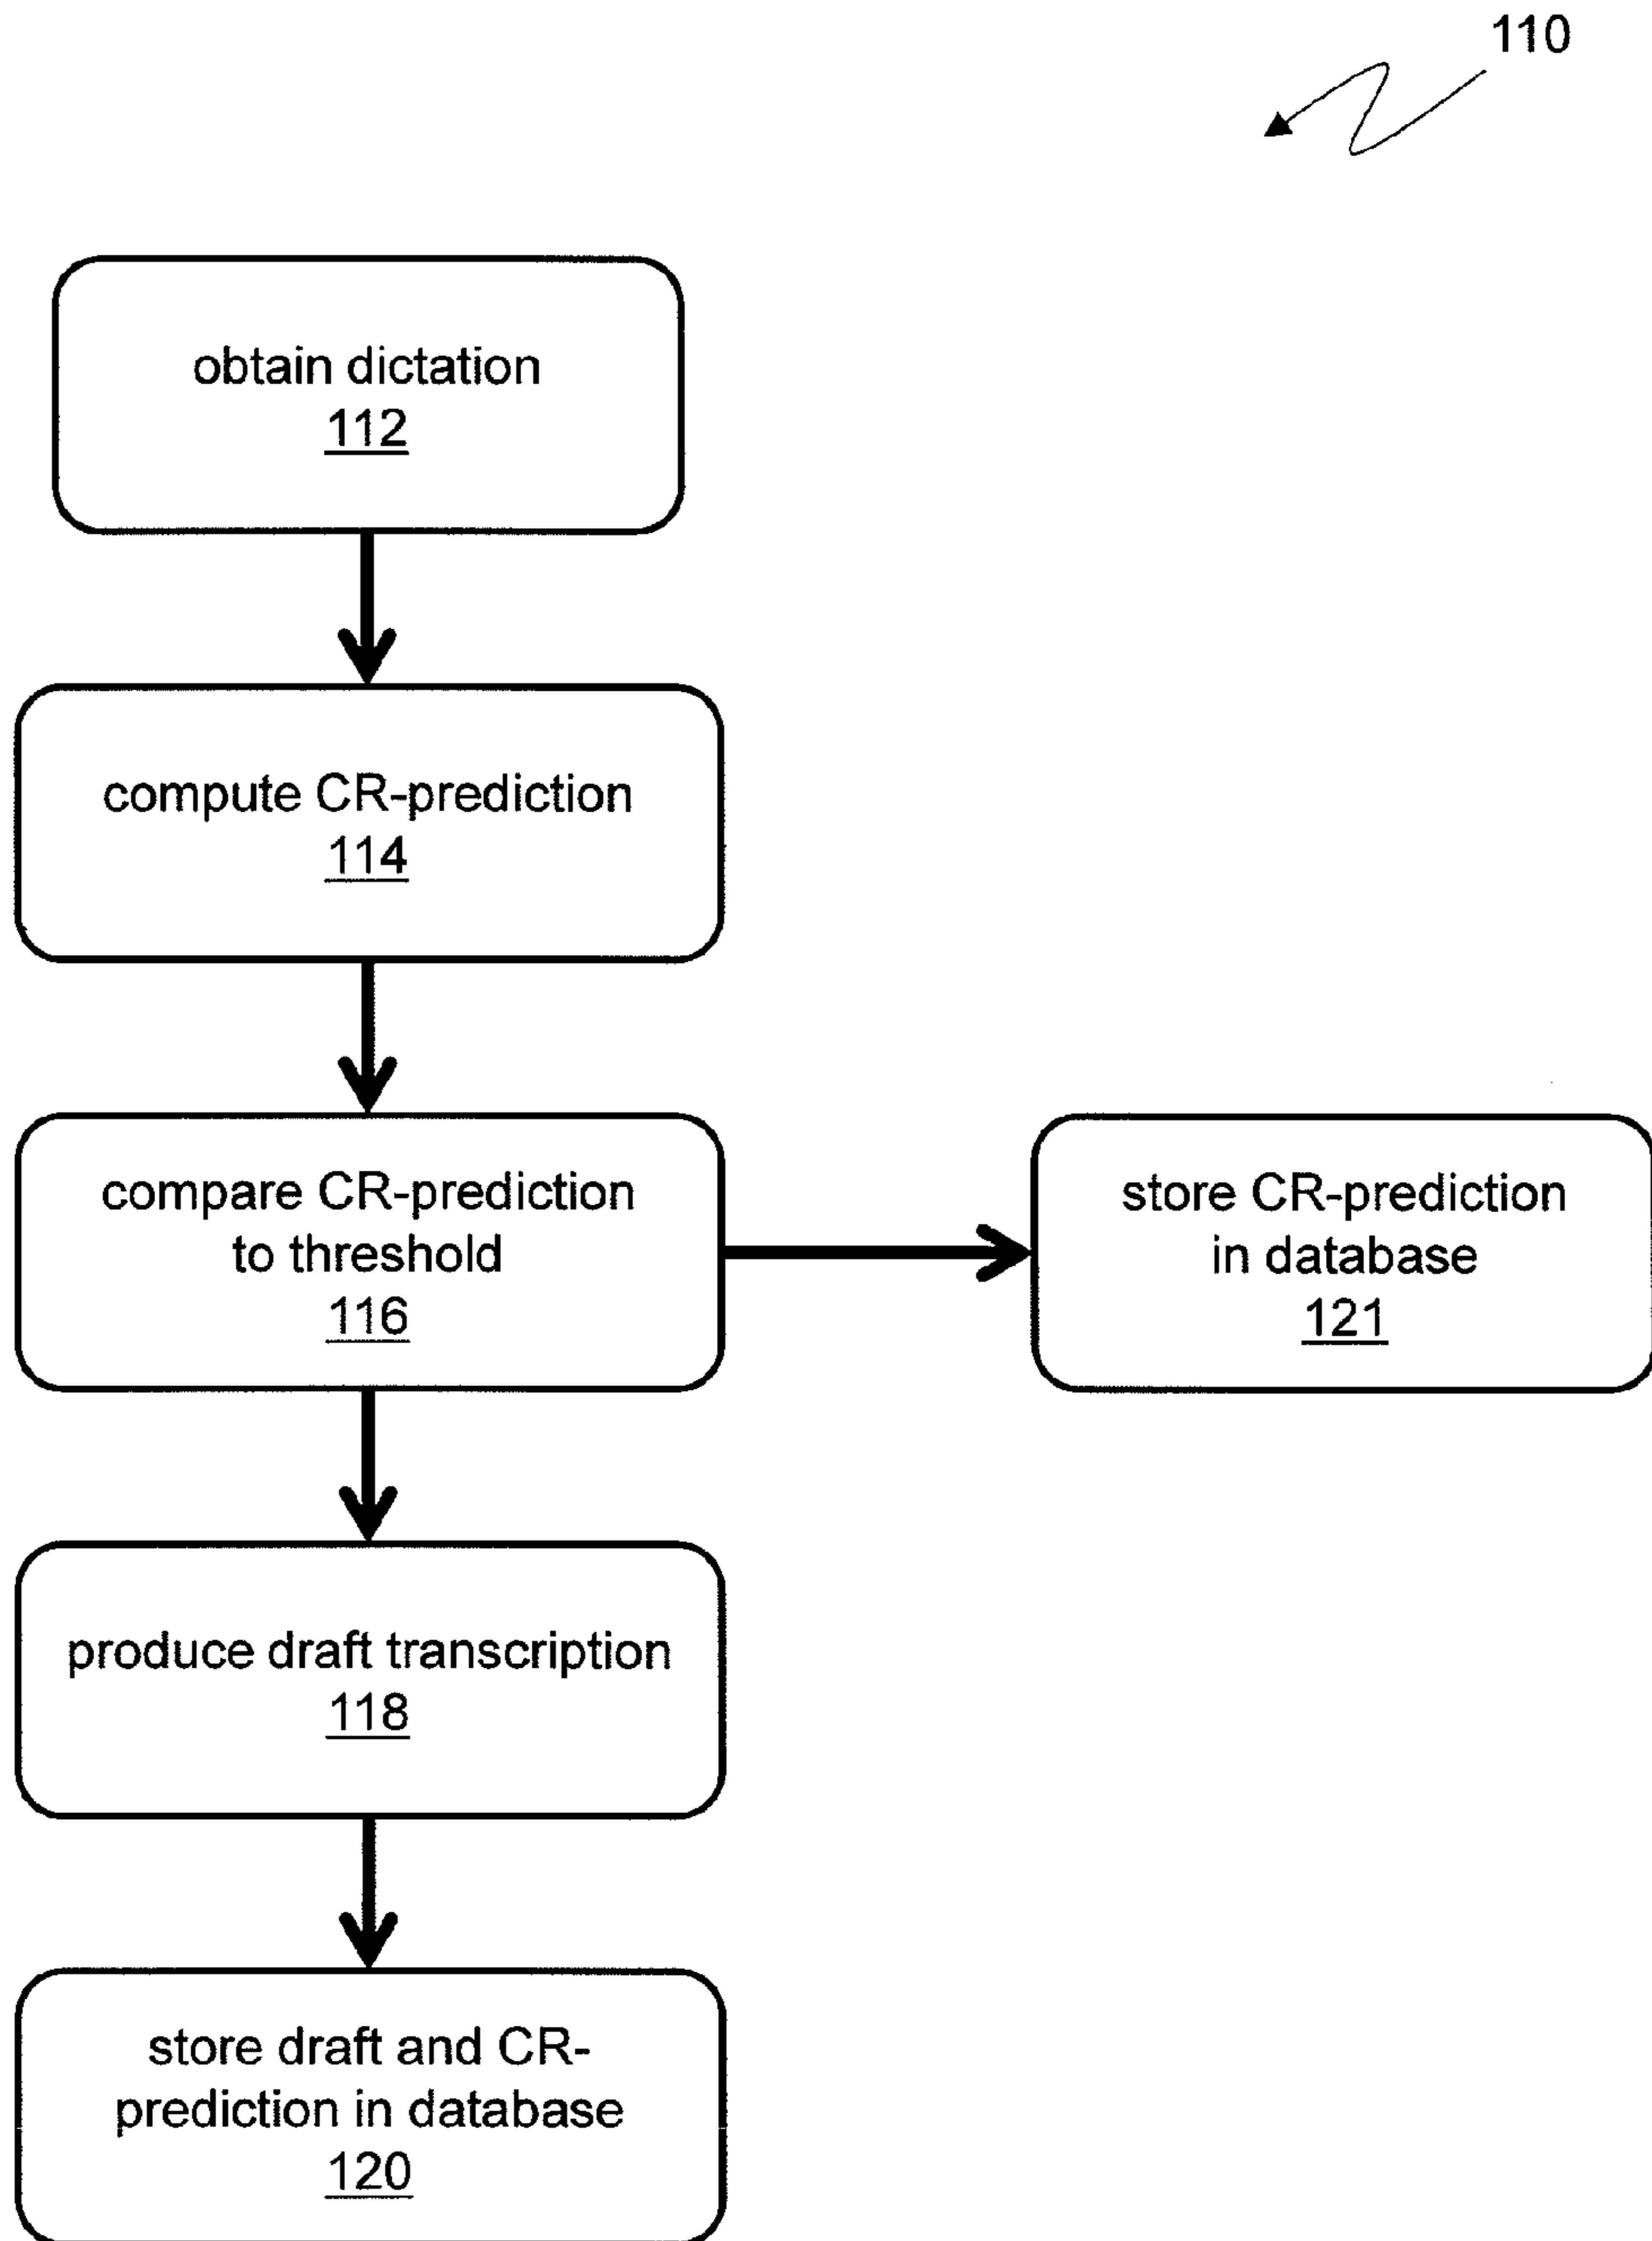 110
obtain dictation
112
compute CR-prediction
114
compare CR-prediction
to threshold
116
store CR-prediction
in database
121
produce draft transcription
118
store draft and CR-
prediction in database
120